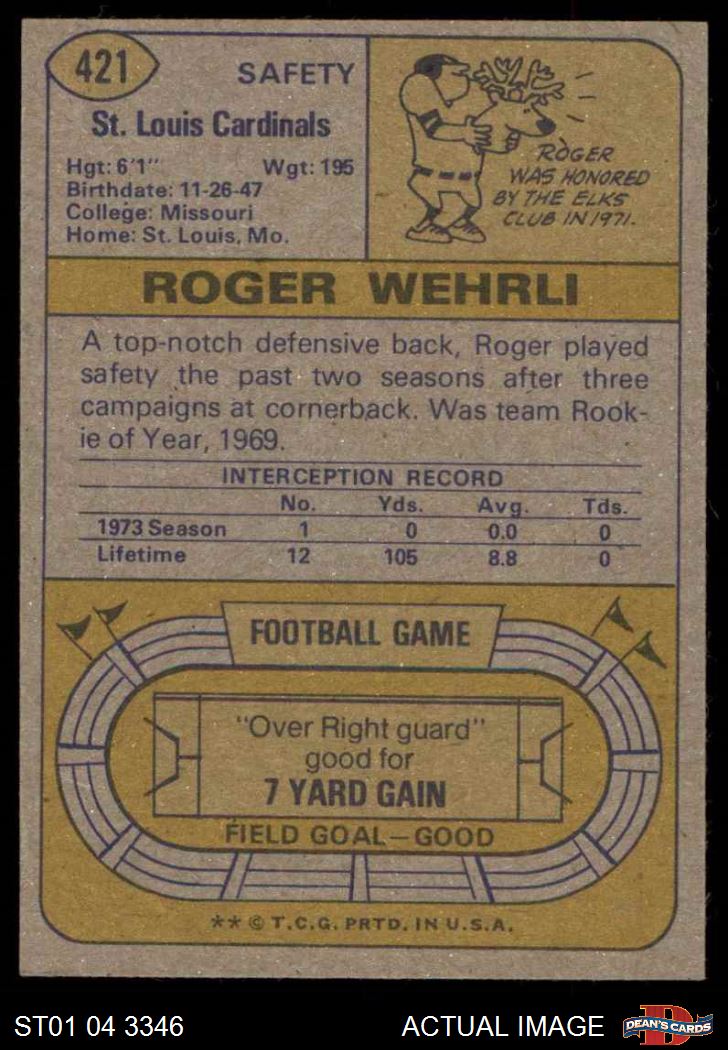 421
SAFETY
St. Louis Cardinals
Hgt: 6'1" Wgt: 195
Birthdate: 11-26-47
College: Missouri
Home: St. Louis, Mo.
ROGER
WAS HONORED
BY THE ELKS
CLUB IN 1971.
ROGER WEHRLI
A top-notch defensive back, Roger played
safety the past two seasons after three
campaigns at cornerback. Was team Rook-
ie of Year, 1969.
INTERCEPTION RECORD
No. Yds. Avg. Tds.
1973 Season 1 0 0.0 0
Lifetime 12 105 8.8 0
FOOTBALL GAME
"Over Right guard"
good for
7 YARD GAIN
FIELD GOAL—GOOD
** © T.C.G. PRTD. IN U.S.A.
ST01 04 3346 ACTUAL IMAGE
D
DEAN'S CARDS